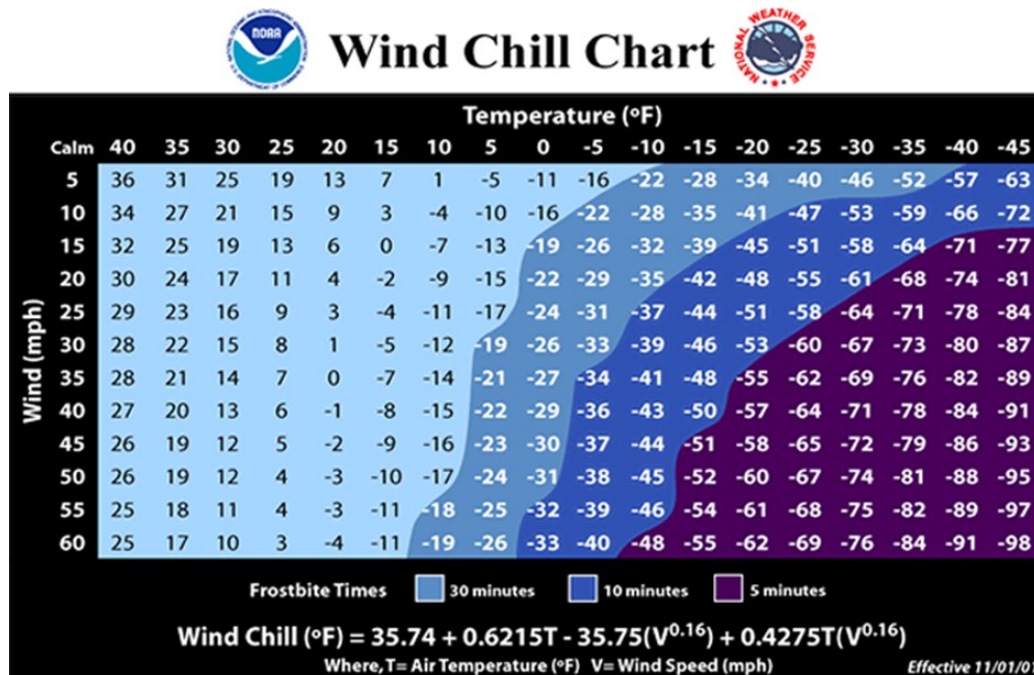 NOAA
Wind Chill Chart
NATIONAL WEATHER SERVICE
Temperature (ºF)
Calm 40 35 30 25 20 15 10 5 0 -5 -10 -15 -20 -25 -30 -35 -40 -45
Wind (mph)
5 36 31 25 19 13 7 1 -5 -11 -16 -22 -28 -34 -40 -46 -52 -57 -63
10 34 27 21 15 9 3 -4 -10 -16 -22 -28 -35 -41 -47 -53 -59 -66 -72
15 32 25 19 13 6 0 -7 -13 -19 -26 -32 -39 -45 -51 -58 -64 -71 -77
20 30 24 17 11 4 -2 -9 -15 -22 -29 -35 -42 -48 -55 -61 -68 -74 -81
25 29 23 16 9 3 -4 -11 -17 -24 -31 -37 -44 -51 -58 -64 -71 -78 -84
30 28 22 15 8 1 -5 -12 -19 -26 -33 -39 -46 -53 -60 -67 -73 -80 -87
35 28 21 14 7 0 -7 -14 -21 -27 -34 -41 -48 -55 -62 -69 -76 -82 -89
40 27 20 13 6 -1 -8 -15 -22 -29 -36 -43 -50 -57 -64 -71 -78 -84 -91
45 26 19 12 5 -2 -9 -16 -23 -30 -37 -44 -51 -58 -65 -72 -79 -86 -93
50 26 19 12 4 -3 -10 -17 -24 -31 -38 -45 -52 -60 -67 -74 -81 -88 -95
55 25 18 11 4 -3 -11 -18 -25 -32 -39 -46 -54 -61 -68 -75 -82 -89 -97
60 25 17 10 3 -4 -11 -19 -26 -33 -40 -48 -55 -62 -69 -76 -84 -91 -98
Frostbite Times 30 minutes 10 minutes 5 minutes
Wind Chill (ºF) = 35.74 + 0.6215T - 35.75(V^0.16) + 0.4275T(V^0.16)
Where, T= Air Temperature (ºF) V= Wind Speed (mph) Effective 11/01/01